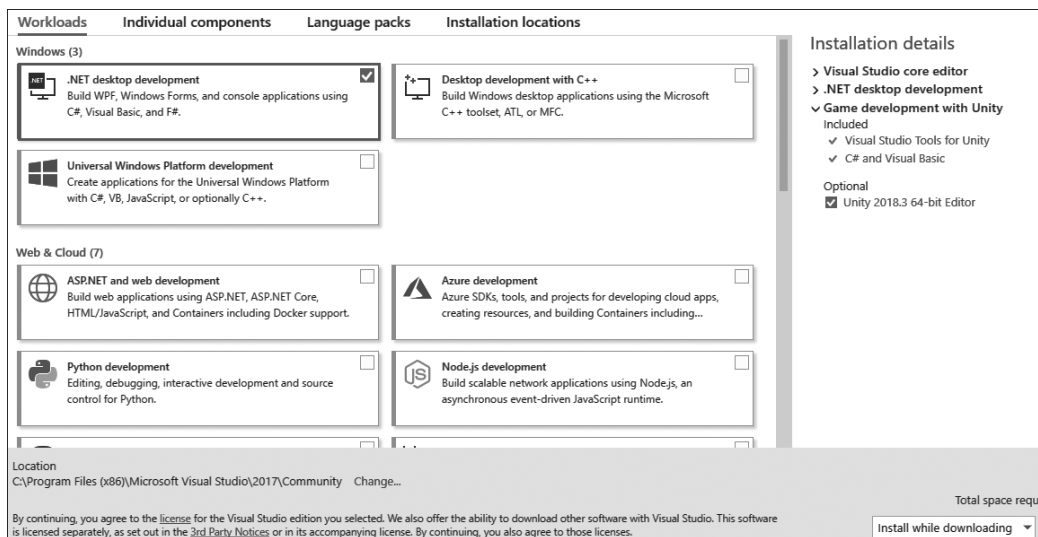 Workloads Individual components Language packs Installation locations
Windows (3)
.NET
.NET desktop development
Build WPF, Windows Forms, and console applications using
C#, Visual Basic, and F#.
Desktop development with C++
Build Windows desktop applications using the Microsoft
C++ toolset, ATL, or MFC.
Universal Windows Platform development
Create applications for the Universal Windows Platform
with C#, VB, JavaScript, or optionally C++.
Web & Cloud (7)
ASP.NET and web development
Build web applications using ASP.NET, ASP.NET Core,
HTML/JavaScript, and Containers including Docker support.
Azure development
Azure SDKs, tools, and projects for developing cloud apps,
creating resources, and building Containers including...
Python development
Editing, debugging, interactive development and source
control for Python.
JS
Node.js development
Build scalable network applications using Node.js, an
asynchronous event-driven JavaScript runtime.
Installation details
Visual Studio core editor
.NET desktop development
Game development with Unity
Included
Visual Studio Tools for Unity
C# and Visual Basic
Optional
Unity 2018.3 64-bit Editor
Location
C:\Program Files (x86)\Microsoft Visual Studio\2017\Community Change...
Total space requ
By continuing, you agree to the license for the Visual Studio edition you selected. We also offer the ability to download other software with Visual Studio. This software
is licensed separately, as set out in the 3rd Party Notices or in its accompanying license. By continuing, you also agree to those licenses.
Install while downloading